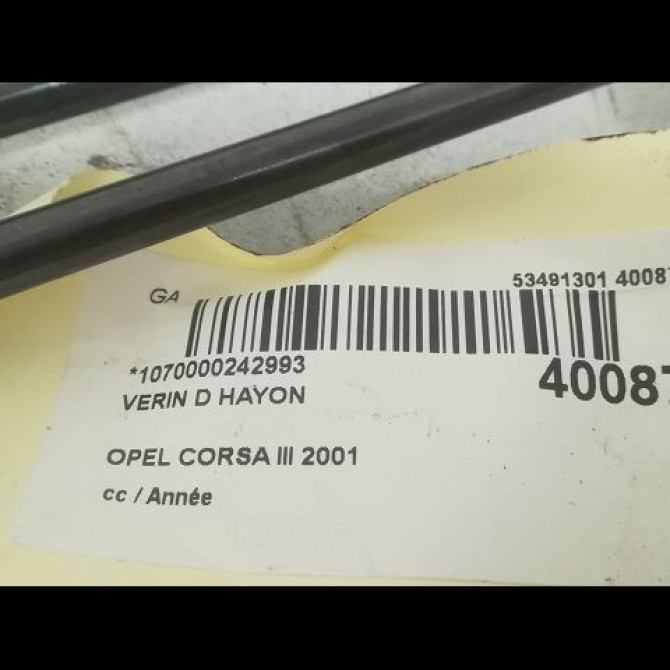 GA
53491301 40087
*1070000242993
40087
VERIN D HAYON
OPEL CORSA III 2001
cc / Année